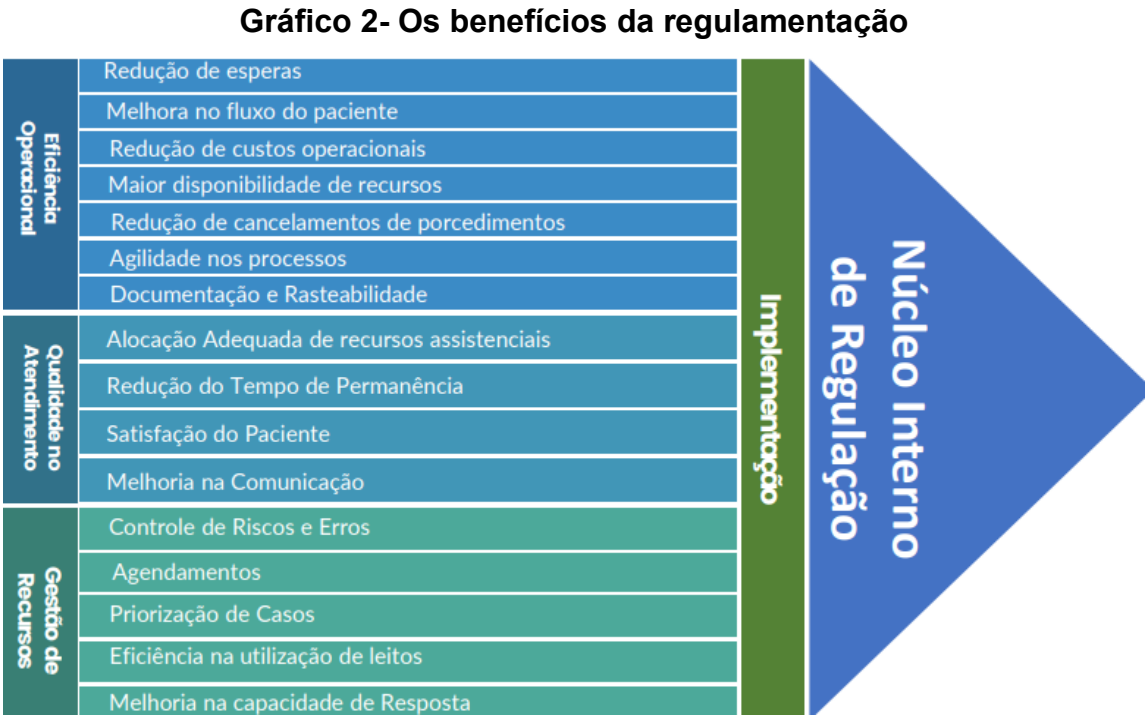 Gráfico 2- Os benefícios da regulamentação
Eficiência
Operacional
Redução de esperas
Melhora no fluxo do paciente
Redução de custos operacionais
Maior disponibilidade de recursos
Redução de cancelamentos de porcedimentos
Agilidade nos processos
Documentação e Rasteabilidade
Qualidade no
Atendimento
Alocação Adequada de recursos assistenciais
Redução do Tempo de Permanência
Satisfação do Paciente
Melhoria na Comunicação
Gestão de
Recursos
Controle de Riscos e Erros
Agendamentos
Priorização de Casos
Eficiência na utilização de leitos
Melhoria na capacidade de Resposta
Implementação
Núcleo Interno
de Regulação